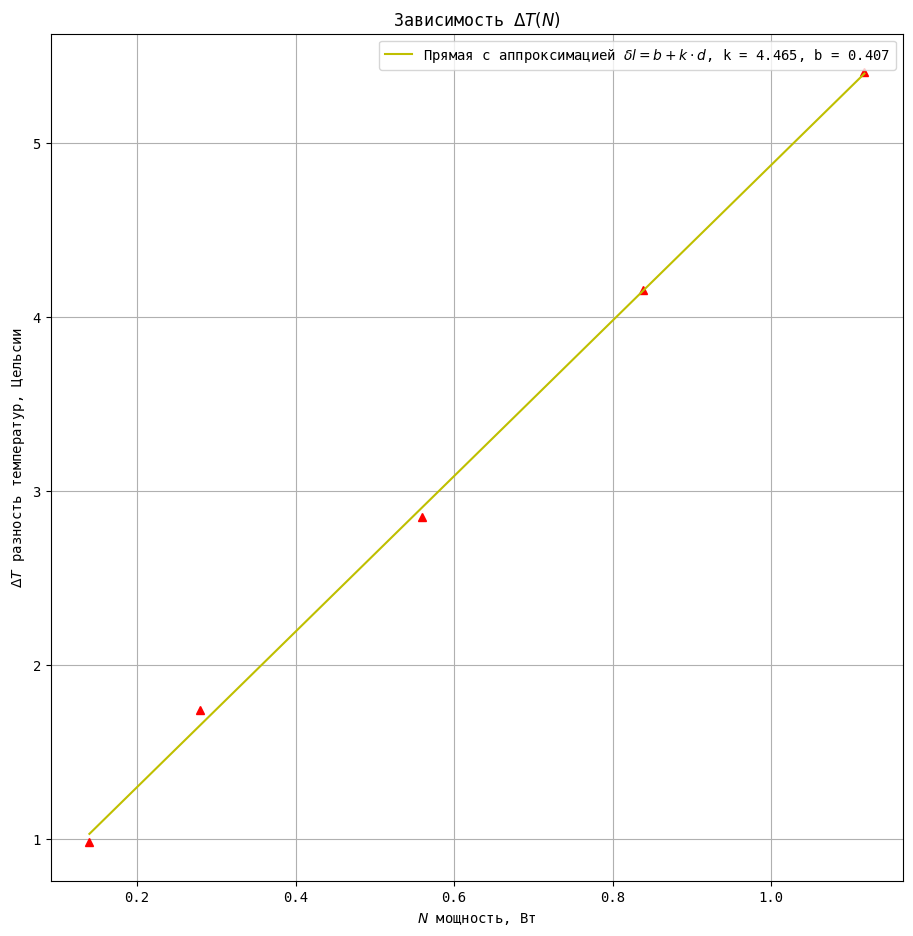 Зависимость ΔT(N)
Прямая с аппроксимацией δl = b + k · d, k = 4.465, b = 0.407
ΔT разность температур, Цельсии
5
4
3
2
1
0.2 0.4 0.6 0.8 1.0
N мощность, Вт